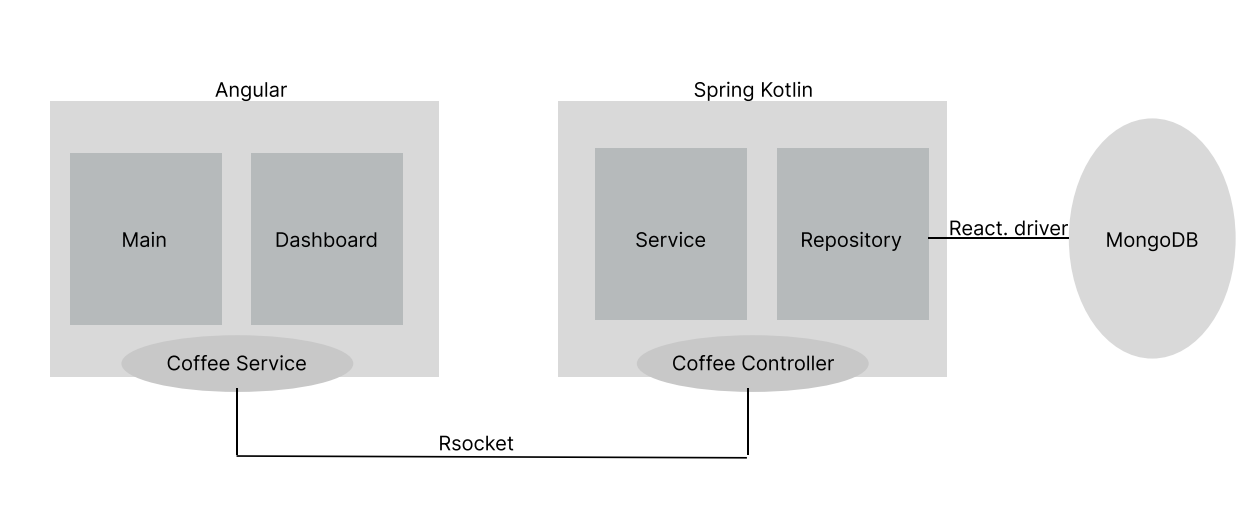 Angular
Spring Kotlin
Main
Dashboard
Service
Repository
React. driver
MongoDB
Coffee Service
Coffee Controller
Rsocket